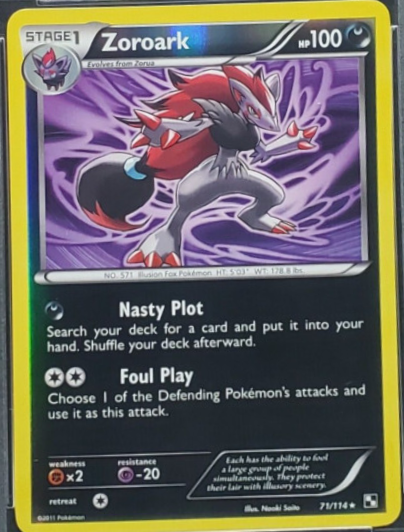 STAGE 1
Zoroark
HP100
Evolves from Zorua
NO. 571 Illusion Fox Pokémon HT: 5'03" WT: 178.8 lbs.
Nasty Plot
Search your deck for a card and put it into your
hand. Shuffle your deck afterward.
Foul Play
Choose 1 of the Defending Pokémon's attacks and
use it as this attack.
weakness
×2
resistance
-20
retreat
Each has the ability to fool
a large group of people
simultaneously. They protect
their lair with illusory scenery.
©2011 Pokémon
Illus. Naoki Saito
71/114★